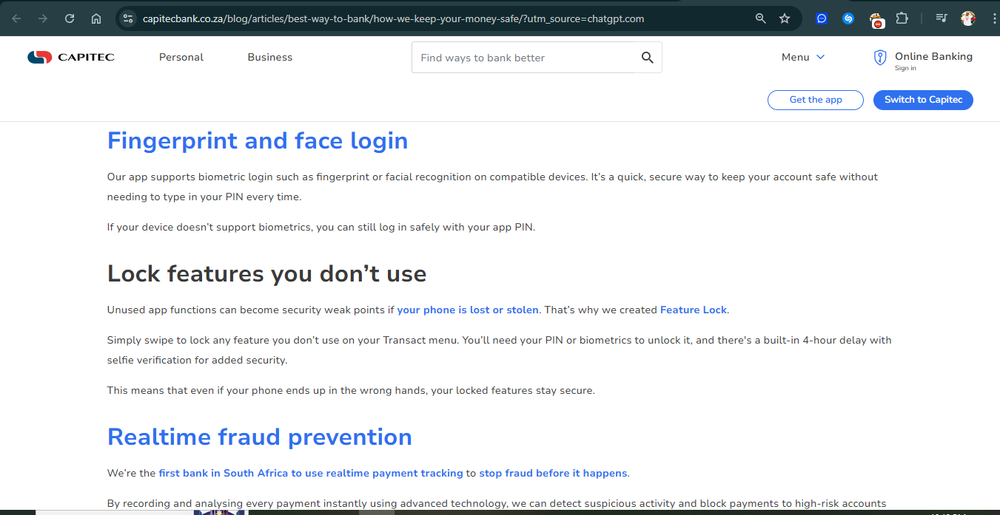 capitecbank.co.za/blog/articles/best-way-to-bank/how-we-keep-your-money-safe/?utm_source=chatgpt.com
CAPITEC
Personal
Business
Find ways to bank better
Menu
Online Banking
Sign in
Get the app
Switch to Capitec
Fingerprint and face login
Our app supports biometric login such as fingerprint or facial recognition on compatible devices. It’s a quick, secure way to keep your account safe without
needing to type in your PIN every time.
If your device doesn’t support biometrics, you can still log in safely with your app PIN.
Lock features you don’t use
Unused app functions can become security weak points if your phone is lost or stolen. That’s why we created Feature Lock.
Simply swipe to lock any feature you don’t use on your Transact menu. You’ll need your PIN or biometrics to unlock it, and there's a built-in 4-hour delay with
selfie verification for added security.
This means that even if your phone ends up in the wrong hands, your locked features stay secure.
Realtime fraud prevention
We’re the first bank in South Africa to use realtime payment tracking to stop fraud before it happens.
By recording and analysing every payment instantly using advanced technology, we can detect suspicious activity and block payments to high-risk accounts